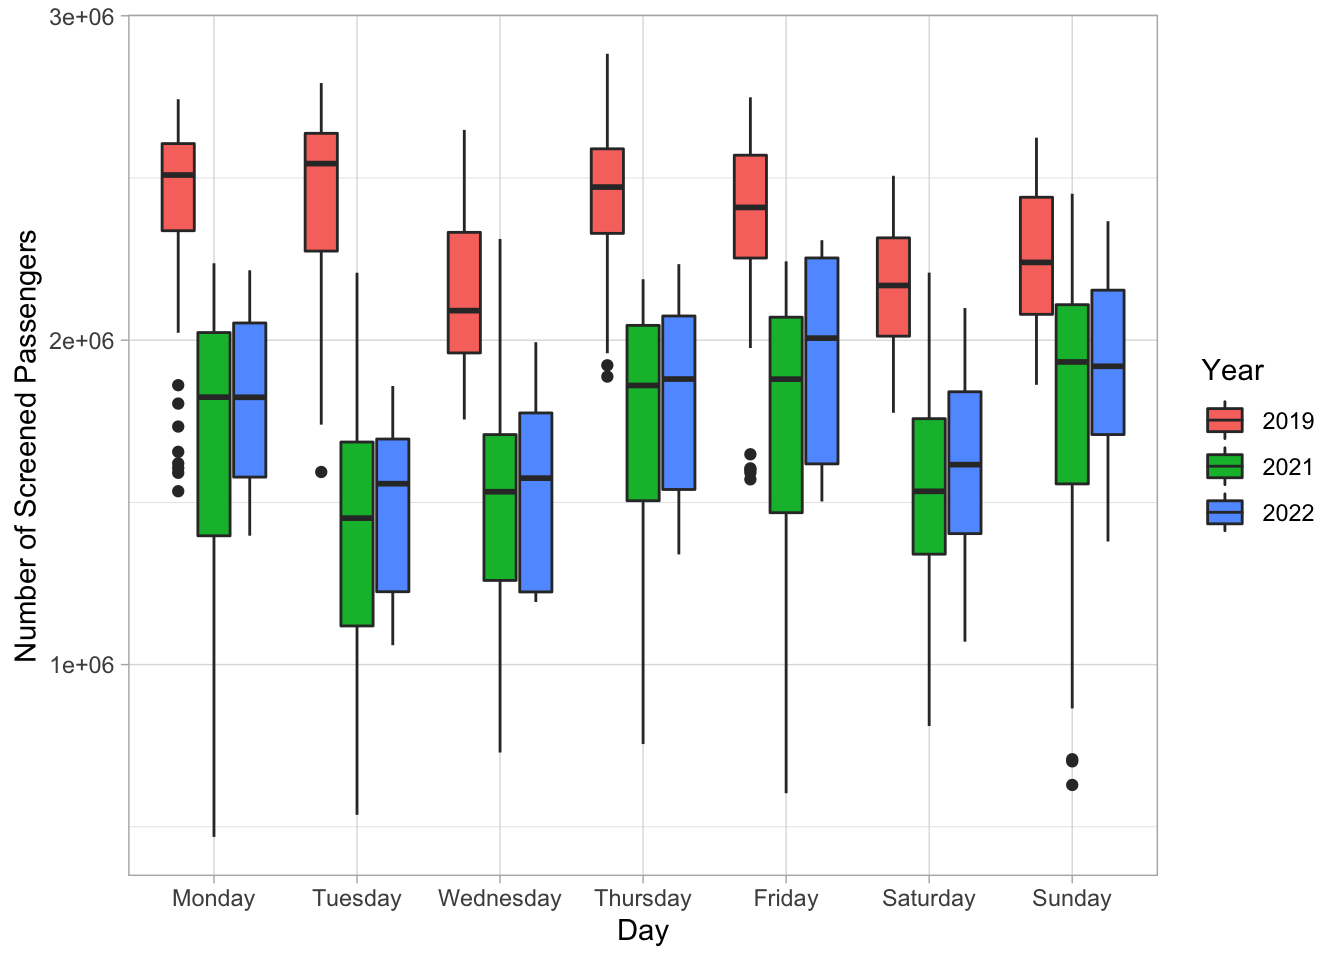 3e+06
2e+06
1e+06
Number of Screened Passengers
Monday Tuesday Wednesday Thursday Friday Saturday Sunday
Day
Year
2019
2021
2022